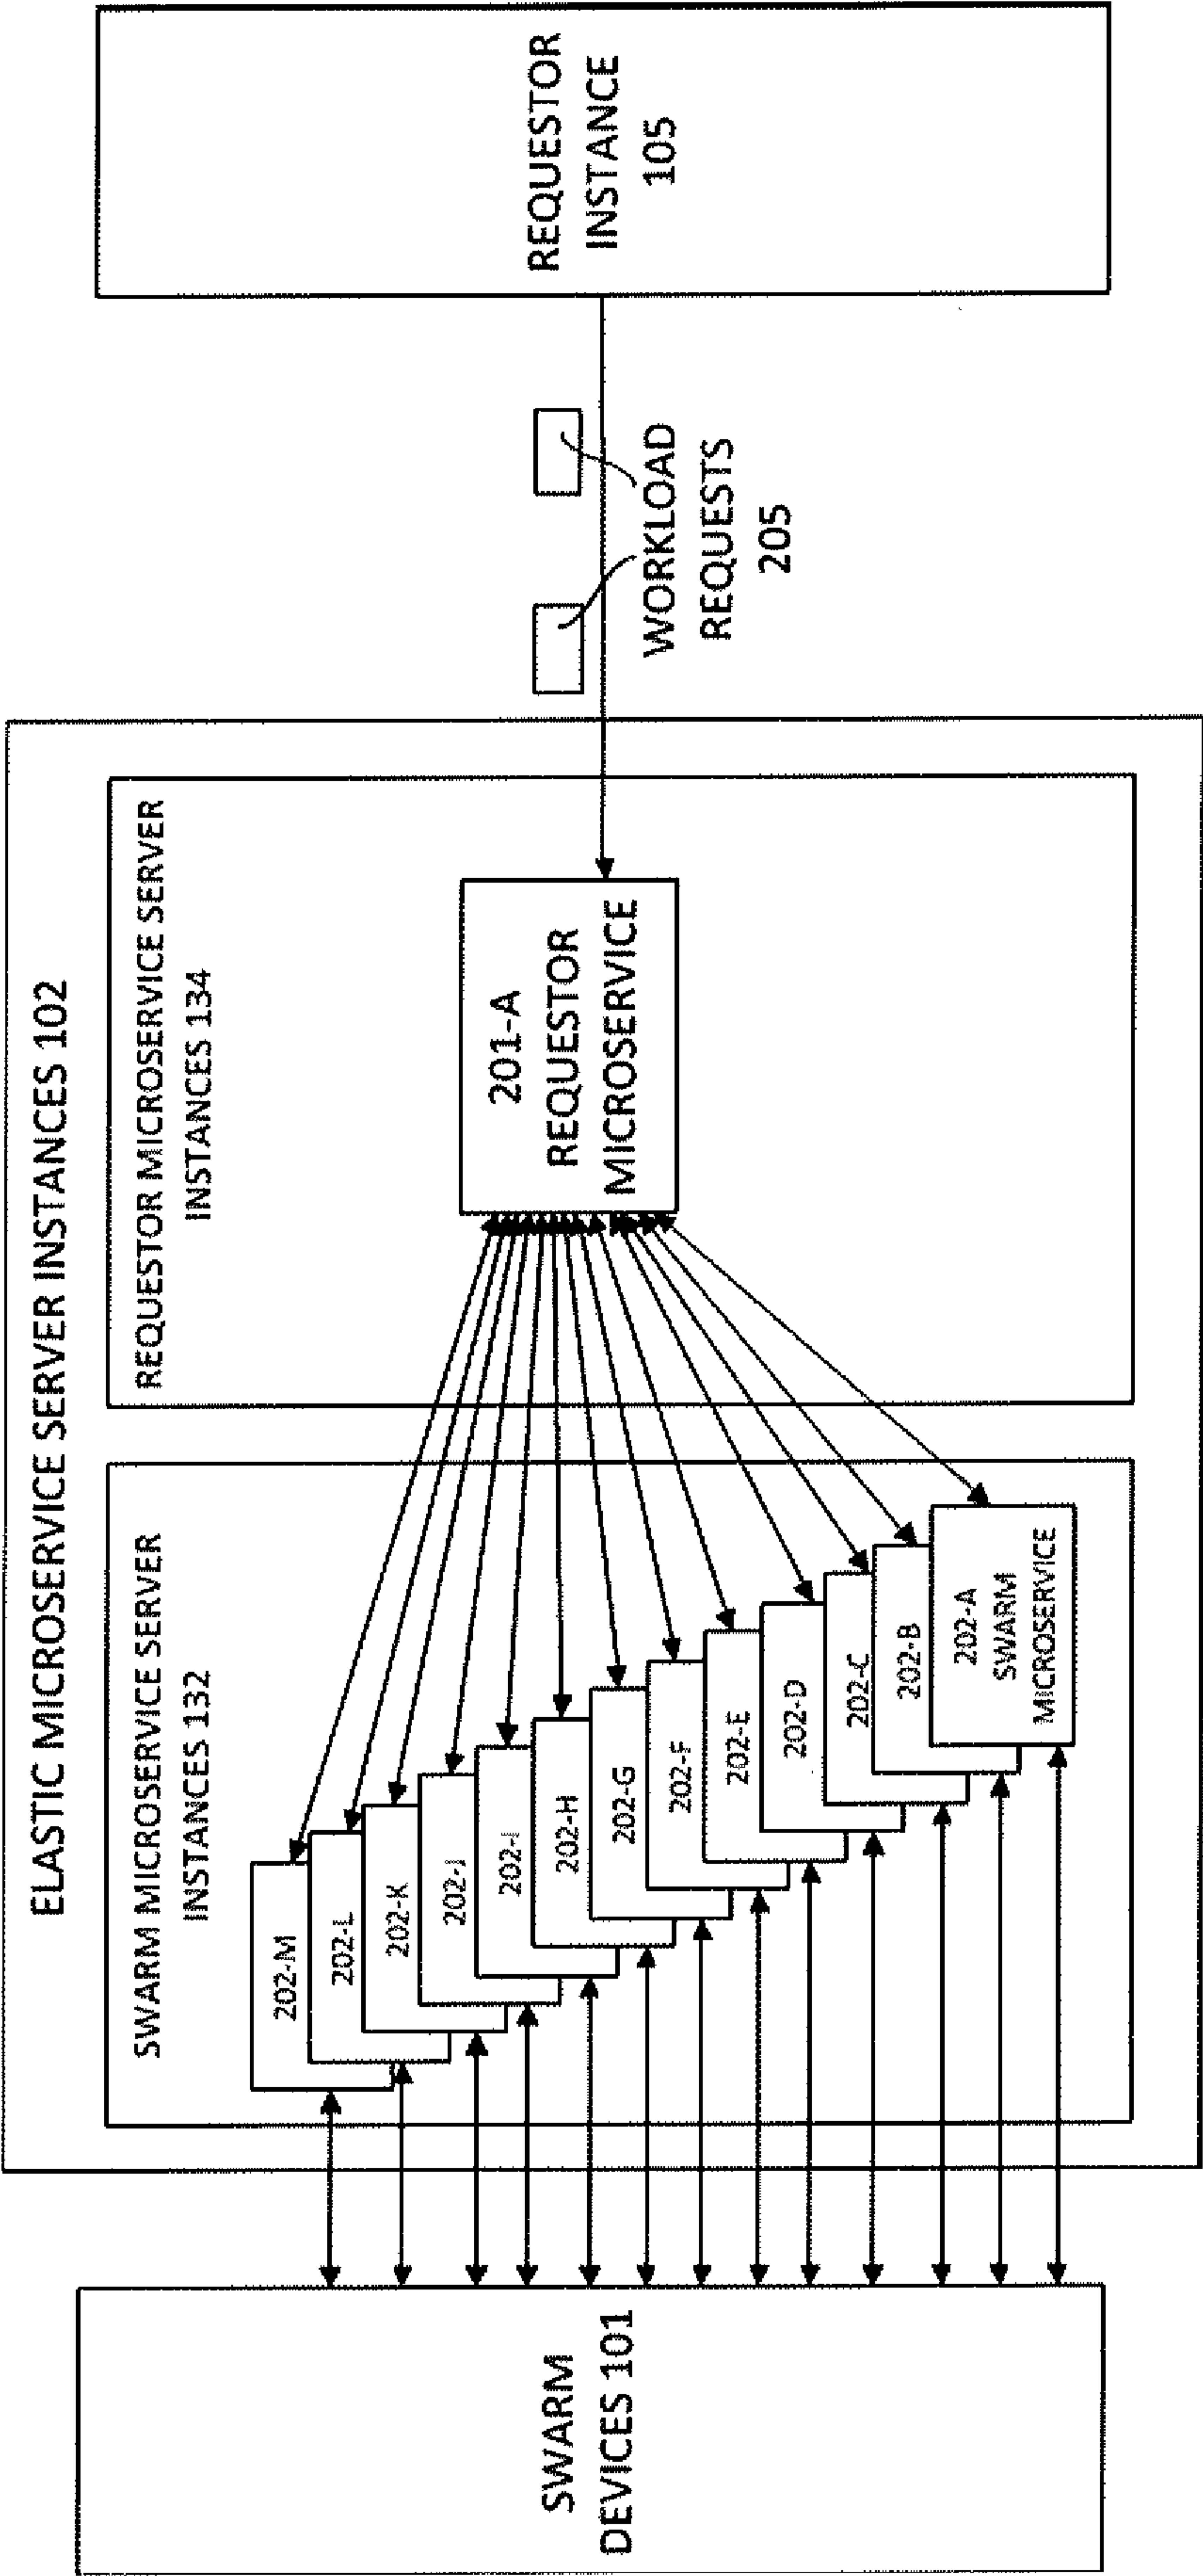 ELASTIC MICROSERVICE SERVER INSTANCES 102
SWARM MICROSERVICE SERVER
INSTANCES 132
REQUESTOR MICROSERVICE SERVER
INSTANCES 134
SWARM
DEVICES 101
202-M
202-L
202-K
202-J
202-I
202-H
202-G
202-F
202-E
202-D
202-C
202-B
202-A
SWARM
MICROSERVICE
201-A
REQUESTOR
MICROSERVICE
WORKLOAD
REQUESTS
205
REQUESTOR
INSTANCE
105